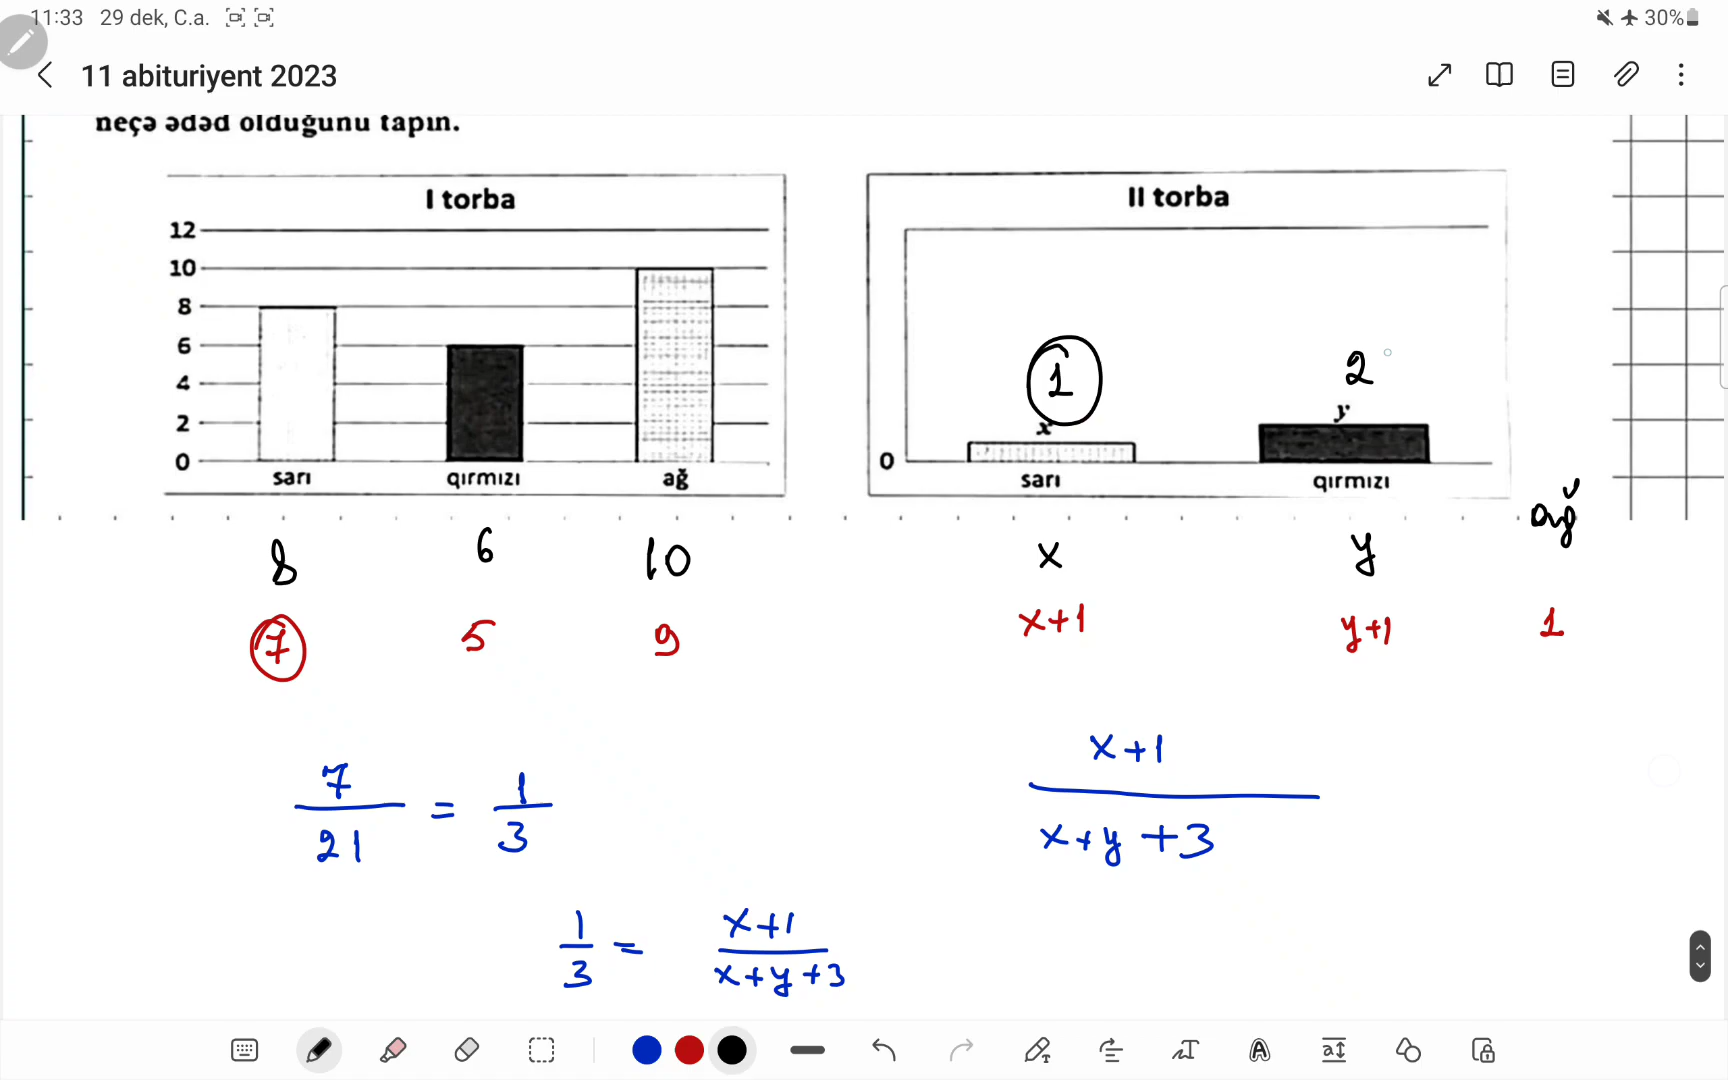 11:33 29 dek, C.a.
30%
11 abituriyent 2023
neçə ədəd olduğunu tapın.
I torba
12
10
8
6
4
2
0
sarı qırmızı ağ
II torba
1
2
x
y
0
sarı qırmızı
ağ
8 6 10 x y
7 5 9 x+1 y+1 1
7/21 = 1/3
x+1
x+y+3
1/3 = x+1/x+y+3